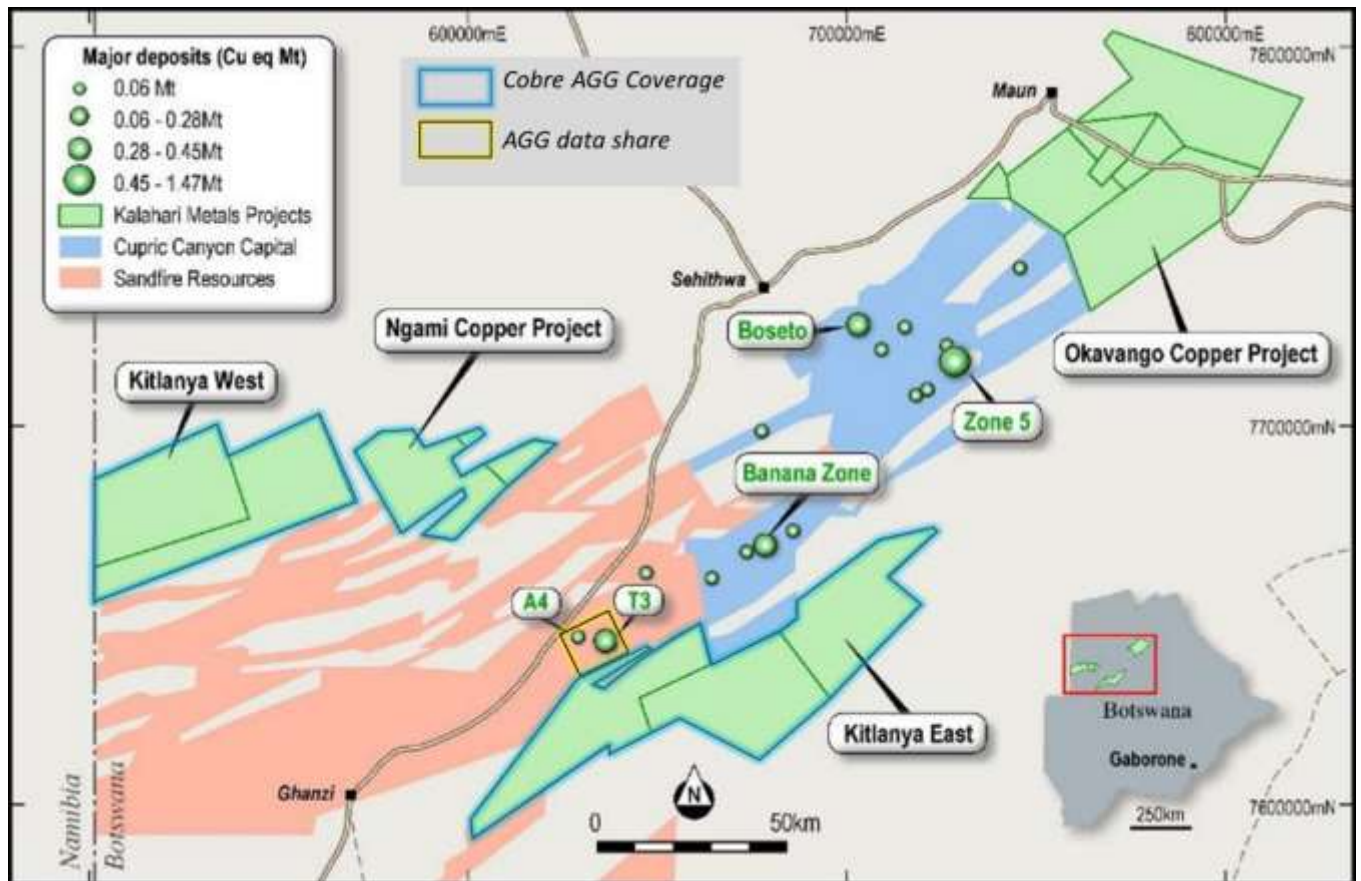 600000mE
700000mE
600000mE
7800000mN
Major deposits (Cu eq Mt)
0.06 Mt
0.06 - 0.28Mt
0.28 - 0.45Mt
0.45 - 1.47Mt
Kalahari Metals Projects
Cupric Canyon Capital
Sandfire Resources
Cobre AGG Coverage
AGG data share
Maun
Sehithwa
Ngami Copper Project
Boseto
Okavango Copper Project
Kitlanya West
Zone 5
7700000mN
Banana Zone
A4
T3
Kitlanya East
Botswana
Gaborone
250km
Ghanzi
N
0
50km
7600000mN
Namibia
Botswana